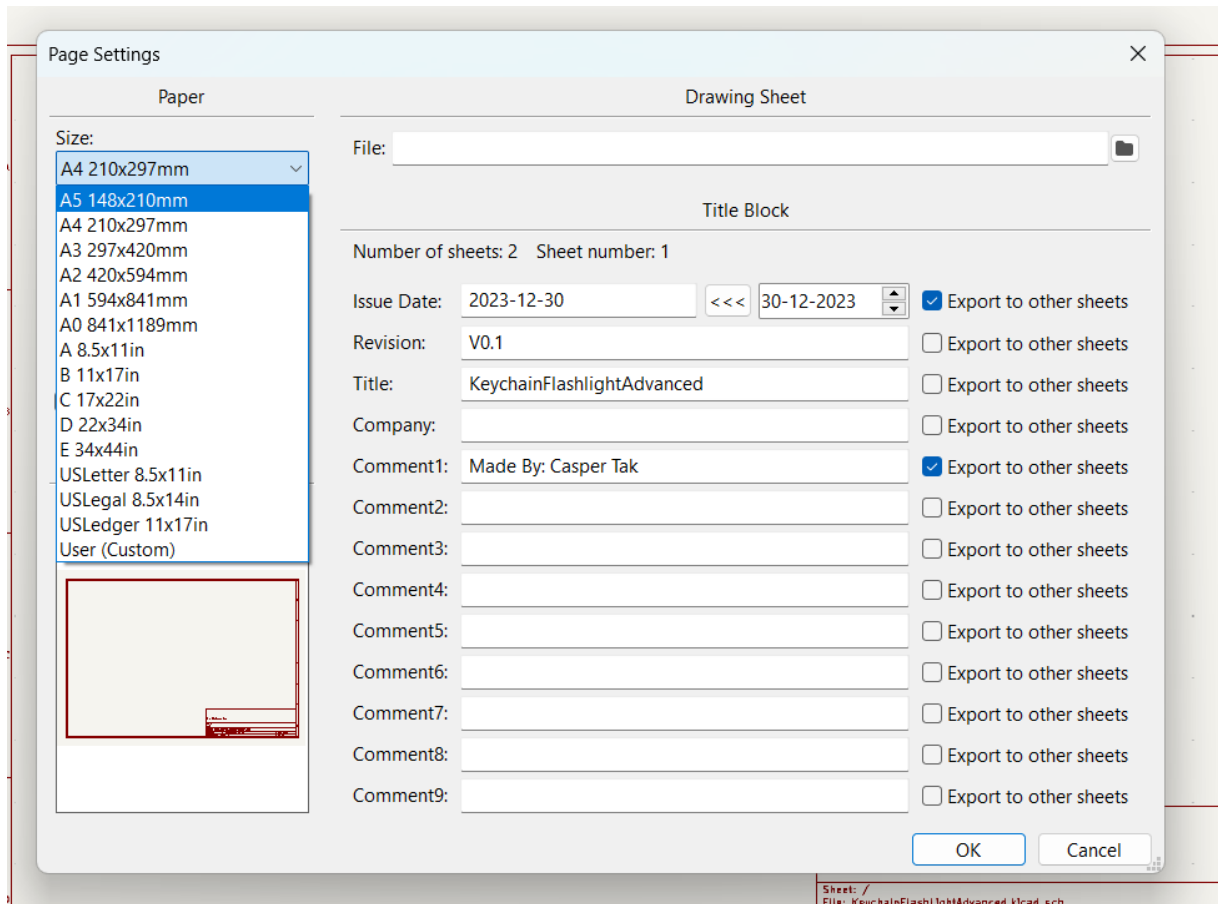 Page Settings
Paper
Size:
A4 210x297mm
A5 148x210mm
A4 210x297mm
A3 297x420mm
A2 420x594mm
A1 594x841mm
A0 841x1189mm
A 8.5x11in
B 11x17in
C 17x22in
D 22x34in
E 34x44in
USLetter 8.5x11in
USLegal 8.5x14in
USLedger 11x17in
User (Custom)
Drawing Sheet
File:
Title Block
Number of sheets: 2 Sheet number: 1
Issue Date: 2023-12-30 <<< 30-12-2023 Export to other sheets
Revision: V0.1 Export to other sheets
Title: KeychainFlashlightAdvanced Export to other sheets
Company: Export to other sheets
Comment1: Made By: Casper Tak Export to other sheets
Comment2: Export to other sheets
Comment3: Export to other sheets
Comment4: Export to other sheets
Comment5: Export to other sheets
Comment6: Export to other sheets
Comment7: Export to other sheets
Comment8: Export to other sheets
Comment9: Export to other sheets
OK Cancel
Sheet: /
File: KeychainFlashlightAdvanced.kicad_sch